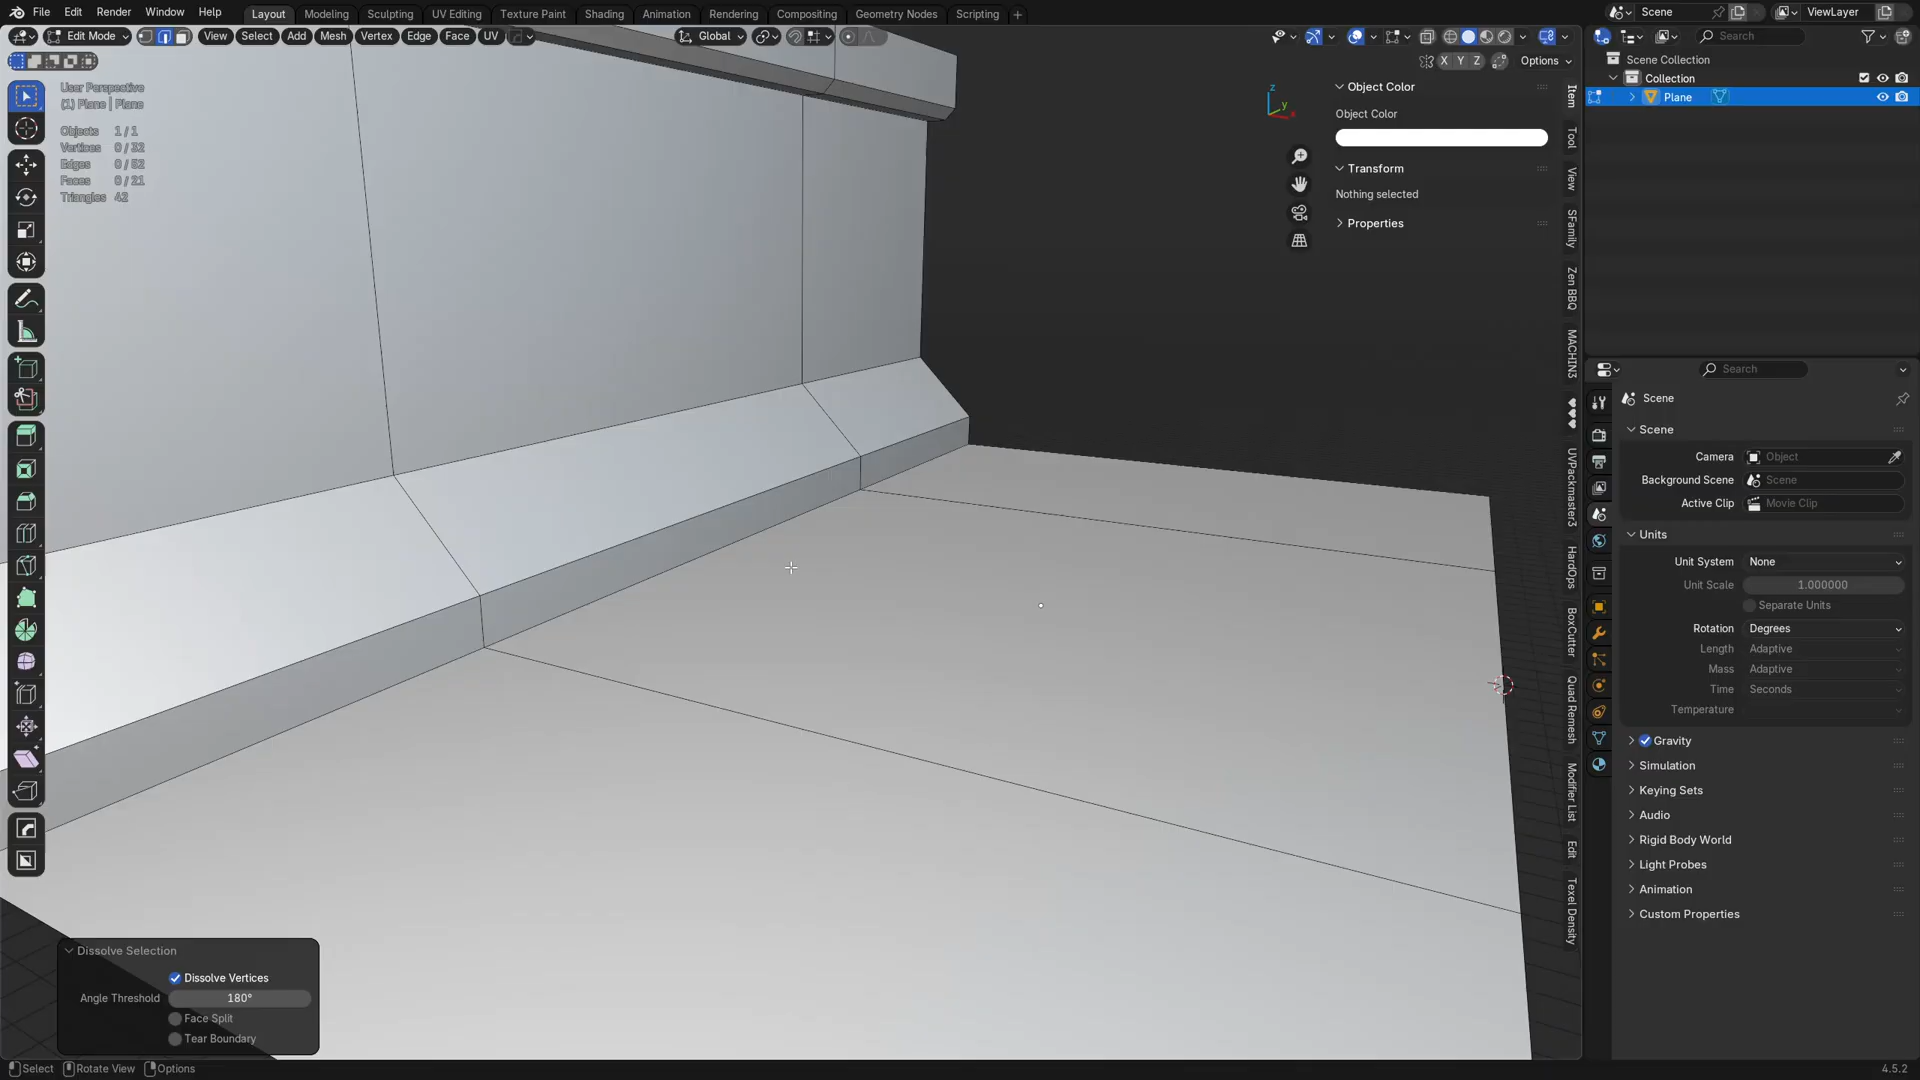 File Edit Render Window Help Layout Modeling Sculpting UV Editing Texture Paint Shading Animation Rendering Compositing Geometry Nodes Scripting Scene ViewLayer
Edit Mode View Select Add Mesh Vertex Edge Face UV Global Search
X Y Z Options
User Perspective
(1) Plane | Plane
Objects 1/1
Vertices 0/32
Edges 0/52
Faces 0/21
Triangles 42
Z
Y
X
Object Color
Object Color
Transform
Nothing selected
Properties
Item
Tool
View
SFamily
Zen BBQ
MACHIN3
UVPackmaster3
HardOps
BoxCutter
Quad Remesh
Modifier List
Edit
Texel Density
Scene Collection
Collection
Plane
Search
Scene
Scene
Camera Object
Background Scene Scene
Active Clip Movie Clip
Units
Unit System None
Unit Scale 1.000000
Separate Units
Rotation Degrees
Length Adaptive
Mass Adaptive
Time Seconds
Temperature
Gravity
Simulation
Keying Sets
Audio
Rigid Body World
Light Probes
Animation
Custom Properties
Dissolve Selection
Dissolve Vertices
Angle Threshold 180°
Face Split
Tear Boundary
Select Rotate View Options 4.5.2